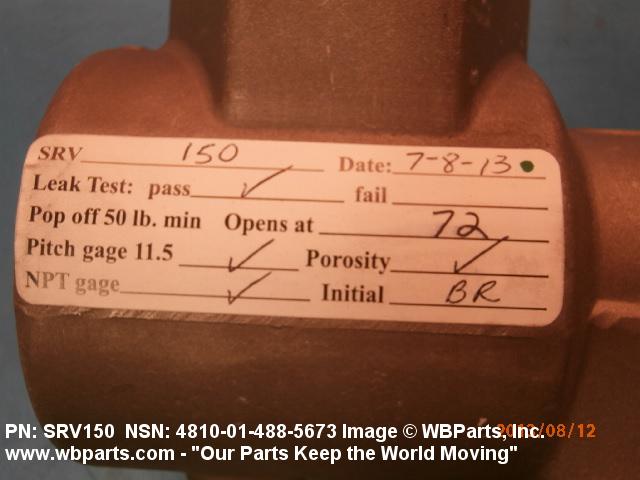 SRV 150 Date: 7-8-13
Leak Test: pass ✓ fail
Pop off 50 lb. min Opens at 72
Pitch gage 11.5 ✓ Porosity ✓
NPT gage ✓ Initial BR
PN: SRV150 NSN: 4810-01-488-5673 Image © WBParts, Inc. 2013/08/12
www.wbparts.com - "Our Parts Keep the World Moving"